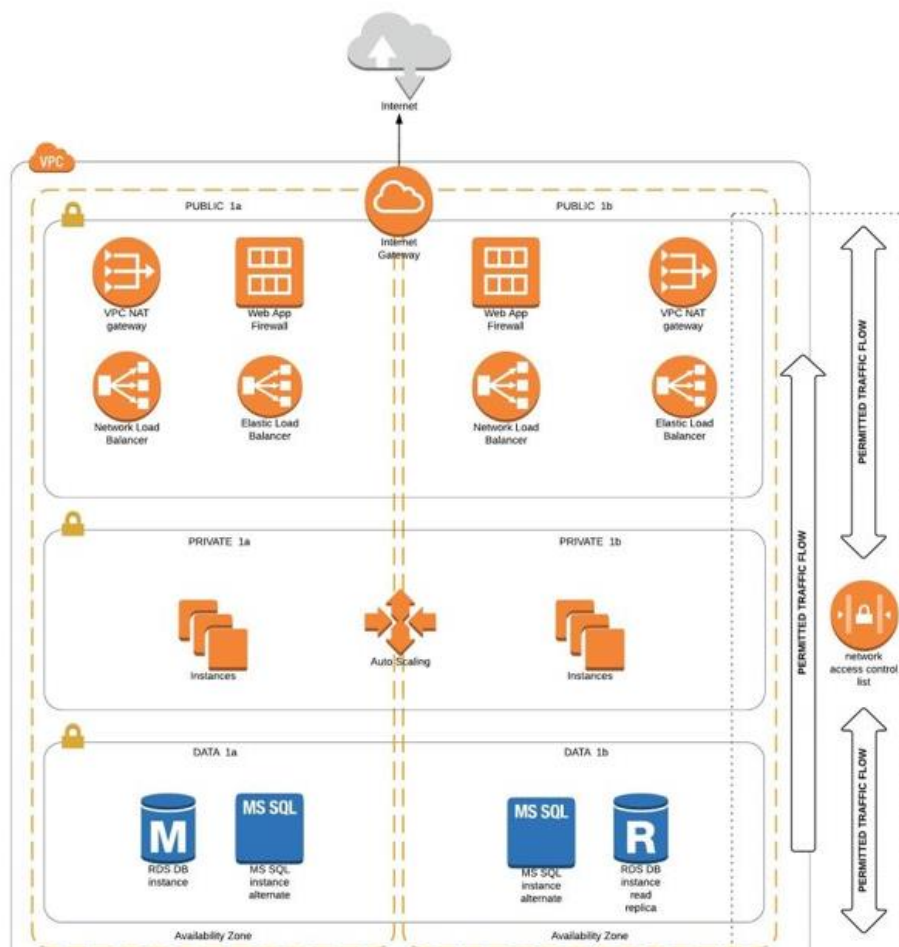 Internet
VPC
PUBLIC 1a
PUBLIC 1b
Internet
Gateway
VPC NAT
gateway
Web App
Firewall
Web App
Firewall
VPC NAT
gateway
Network Load
Balancer
Elastic Load
Balancer
Network Load
Balancer
Elastic Load
Balancer
PERMITTED TRAFFIC FLOW
PERMITTED TRAFFIC FLOW
PRIVATE 1a
PRIVATE 1b
Instances
Auto Scaling
Instances
network
access control
list
DATA 1a
DATA 1b
M
RDS DB
instance
MS SQL
MS SQL
instance
alternate
MS SQL
MS SQL
instance
alternate
R
RDS DB
instance
read
replica
PERMITTED TRAFFIC FLOW
Availability Zone
Availability Zone